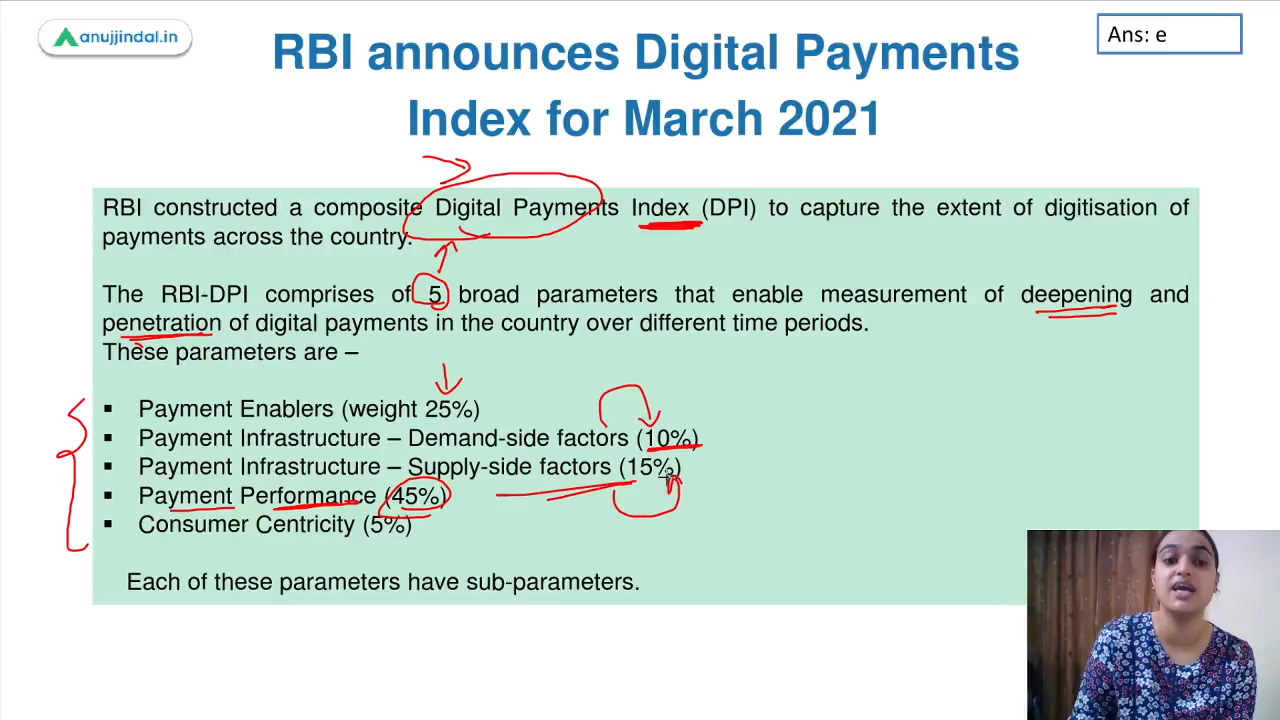 anujjindal.in
Ans: e
RBI announces Digital Payments
Index for March 2021
RBI constructed a composite Digital Payments Index (DPI) to capture the extent of digitisation of
payments across the country.
The RBI-DPI comprises of 5 broad parameters that enable measurement of deepening and
penetration of digital payments in the country over different time periods.
These parameters are –
▪ Payment Enablers (weight 25%)
▪ Payment Infrastructure – Demand-side factors (10%)
▪ Payment Infrastructure – Supply-side factors (15%)
▪ Payment Performance (45%)
▪ Consumer Centricity (5%)
Each of these parameters have sub-parameters.